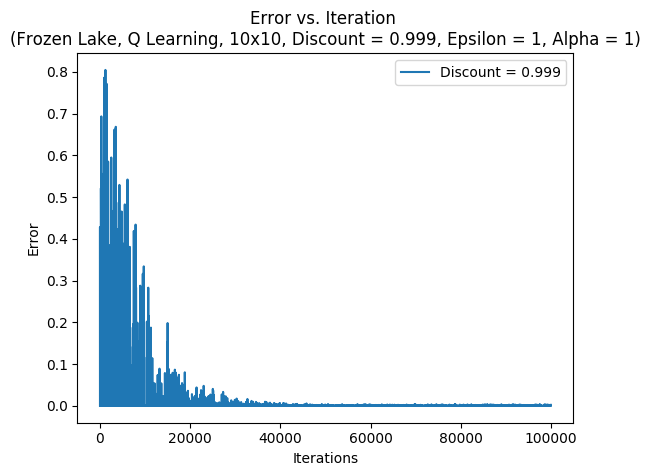 Error vs. Iteration
(Frozen Lake, Q Learning, 10x10, Discount = 0.999, Epsilon = 1, Alpha = 1)
Discount = 0.999
0.8
0.7
0.6
0.5
0.4
0.3
0.2
0.1
0.0
Error
0 20000 40000 60000 80000 100000
Iterations